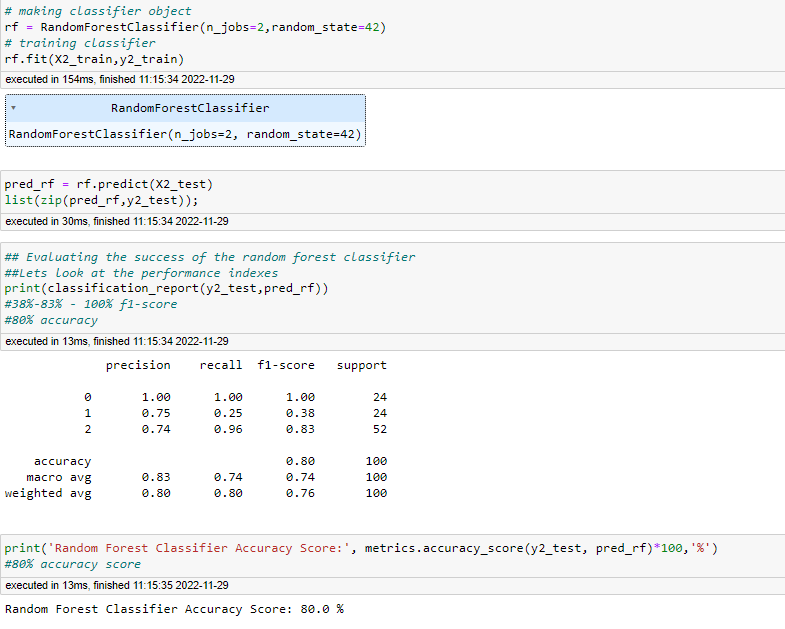 # making classifier object
rf = RandomForestClassifier(n_jobs=2,random_state=42)
# training classifier
rf.fit(X2_train,y2_train)
executed in 154ms, finished 11:15:34 2022-11-29
RandomForestClassifier
RandomForestClassifier(n_jobs=2, random_state=42)
pred_rf = rf.predict(X2_test)
list(zip(pred_rf,y2_test));
executed in 30ms, finished 11:15:34 2022-11-29
## Evaluating the success of the random forest classifier
##Lets look at the performance indexes
print(classification_report(y2_test,pred_rf))
#38%-83% - 100% f1-score
#80% accuracy
executed in 13ms, finished 11:15:34 2022-11-29
precision recall f1-score support
0 1.00 1.00 1.00 24
1 0.75 0.25 0.38 24
2 0.74 0.96 0.83 52
accuracy 0.80 100
macro avg 0.83 0.74 0.74 100
weighted avg 0.80 0.80 0.76 100
print('Random Forest Classifier Accuracy Score:', metrics.accuracy_score(y2_test, pred_rf)*100,'%')
#80% accuracy score
executed in 13ms, finished 11:15:35 2022-11-29
Random Forest Classifier Accuracy Score: 80.0 %